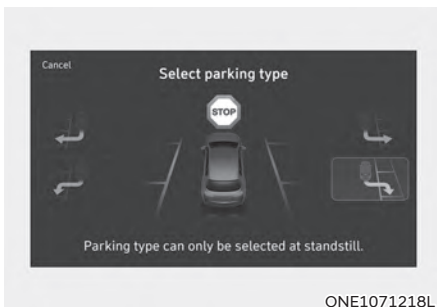 Cancel
Select parking type
STOP
Parking type can only be selected at standstill.
ONE1071218L